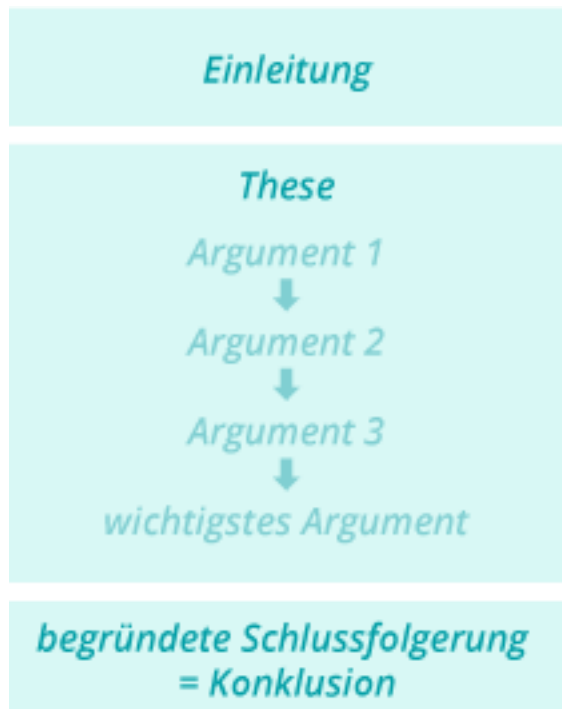 Einleitung
These
Argument 1
Argument 2
Argument 3
wichtigstes Argument
begründete Schlussfolgerung
= Konklusion